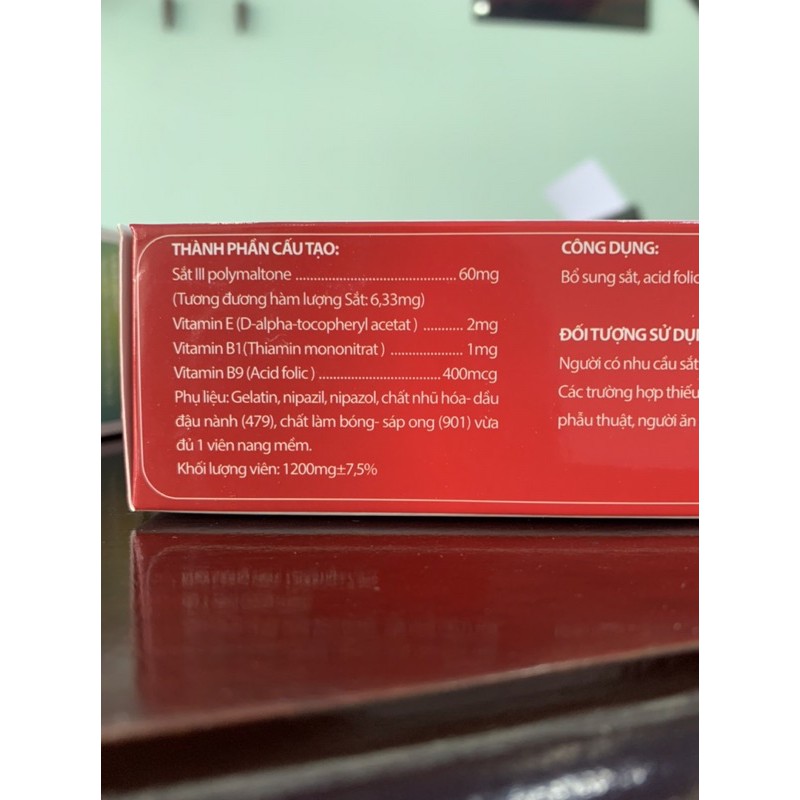 THÀNH PHẦN CẤU TẠO:
Sắt III polymaltone ............................................ 60mg
(Tương đương hàm lượng Sắt: 6,33mg)
Vitamin E (D-alpha-tocopheryl acetat ) ........... 2mg
Vitamin B1(Thiamin mononitrat ) .................... 1mg
Vitamin B9 (Acid folic ) .................................. 400mcg
Phụ liệu: Gelatin, nipazil, nipazol, chất nhũ hóa- dầu
đậu nành (479), chất làm bóng- sáp ong (901) vừa
đủ 1 viên nang mềm.
Khối lượng viên: 1200mg±7,5%
CÔNG DỤNG:
Bổ sung sắt, acid folic
ĐỐI TƯỢNG SỬ DỤ
Người có nhu cầu sắt
Các trường hợp thiếu
phẫu thuật, người ăn